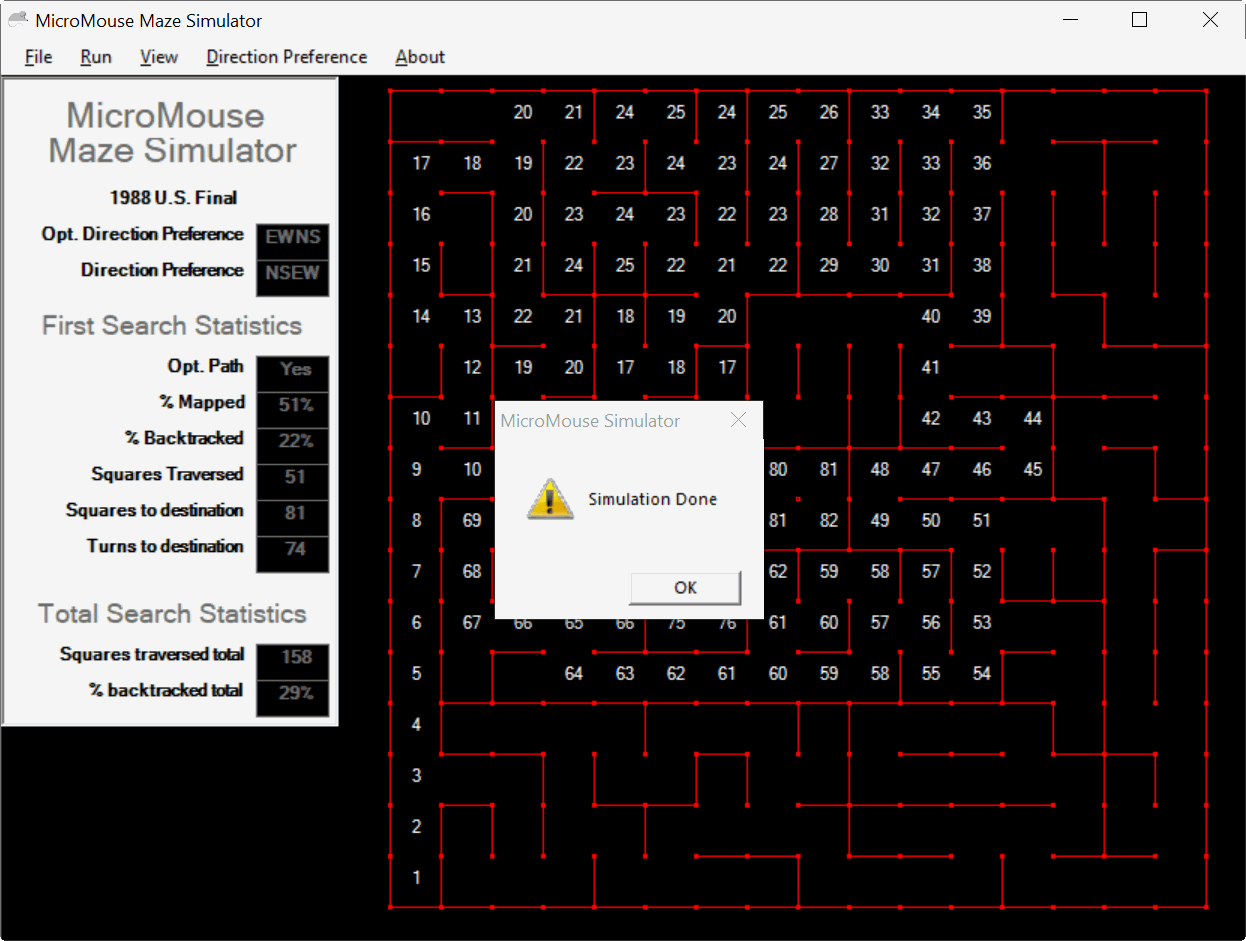 MicroMouse Maze Simulator
File Run View Direction Preference About
MicroMouse
Maze Simulator
1988 U.S. Final
Opt. Direction Preference EWNS
Direction Preference NSEW
First Search Statistics
Opt. Path Yes
% Mapped 51%
% Backtracked 22%
Squares Traversed 51
Squares to destination 81
Turns to destination 74
Total Search Statistics
Squares traversed total 158
% backtracked total 29%
20 21 24 25 24 25 26 33 34 35
17 18 19 22 23 24 23 24 27 32 33 36
16 20 23 24 23 22 23 28 31 32 37
15 21 24 25 22 21 22 29 30 31 38
14 13 22 21 18 19 20 40 39
12 19 20 17 18 17 41
10 11 42 43 44
9 10 80 81 48 47 46 45
8 69 81 82 49 50 51
7 68 62 59 58 57 52
6 67 66 65 66 75 76 61 60 57 56 53
5 64 63 62 61 60 59 58 55 54
4
3
2
1
MicroMouse Simulator
Simulation Done
OK